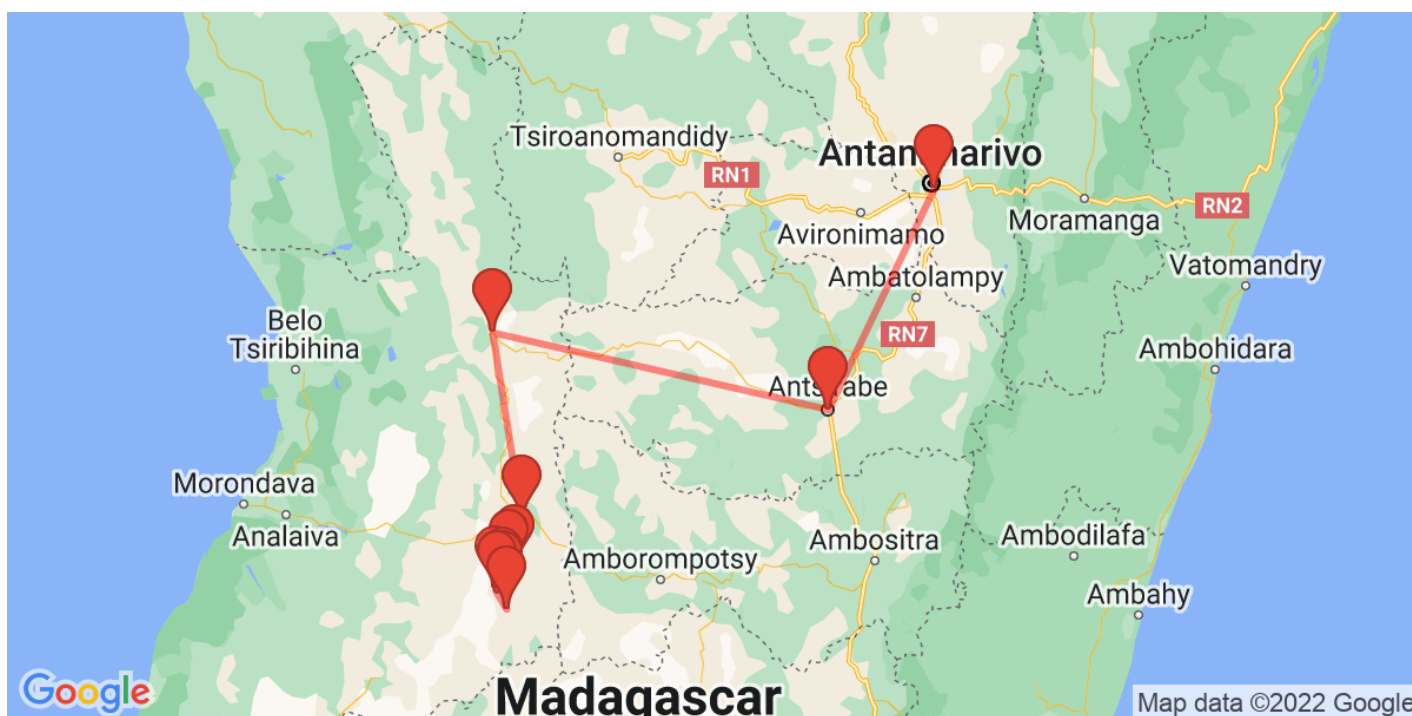 Tsiroanomandidy
Antananarivo
RN1
Moramanga
RN2
Avironimamo
Ambatolampy
Vatomandry
Belo
Tsiribihina
RN7
Ambohidara
Antsirabe
Morondava
Analaiva
Amborompotsy
Ambositra
Ambodilafa
Ambahy
Madagascar
Google
Map data ©2022 Google